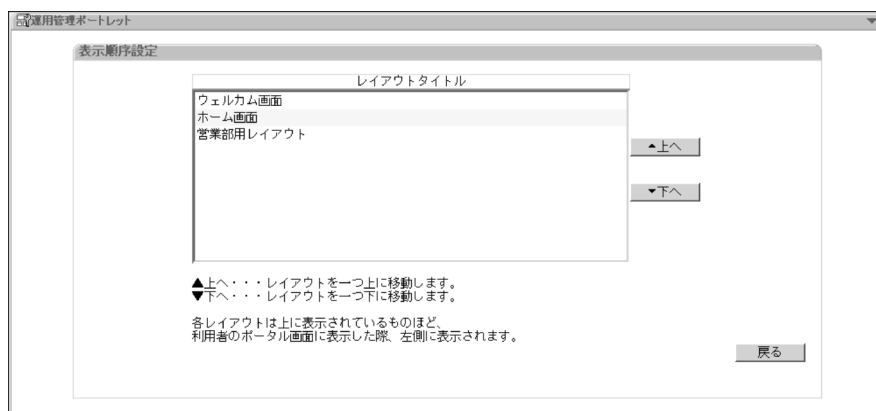 運用管理ポートレット
表示順序設定
レイアウトタイトル
ウェルカム画面
ホーム画面
営業部用レイアウト
▲上へ
▼下へ
▲上へ・・・レイアウトを一つ上に移動します。
▼下へ・・・レイアウトを一つ下に移動します。
各レイアウトは上に表示されているものほど、
利用者のポータル画面に表示した際、左側に表示されます。
戻る